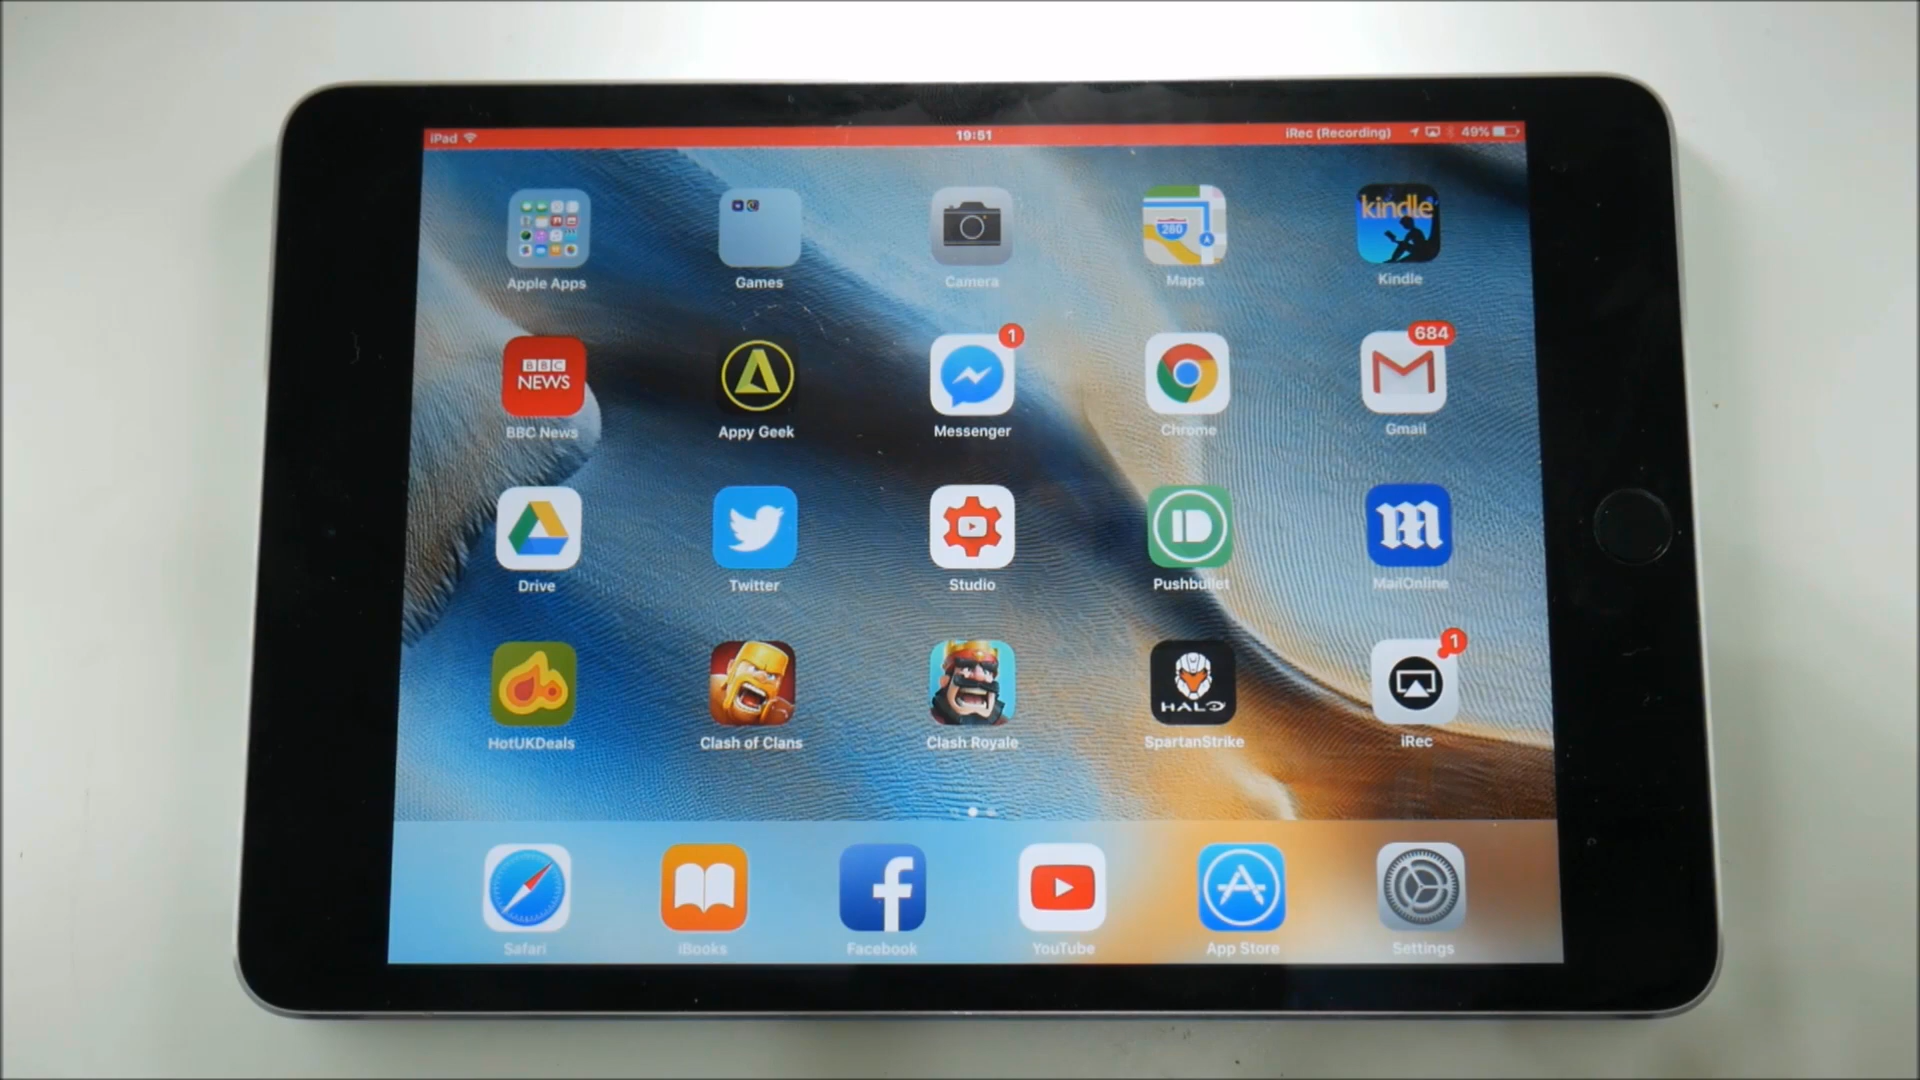 iPad 19:51 iRec (Recording) 49%
280 kindle
Apple Apps Games Camera Maps Kindle
1 684
BBC
NEWS
BBC News Appy Geek Messenger Chrome Gmail
Drive Twitter Studio Pushbullet MailOnline
1
HALO
HotUKDeals Clash of Clans Clash Royale SpartanStrike iRec
Safari iBooks Facebook YouTube App Store Settings